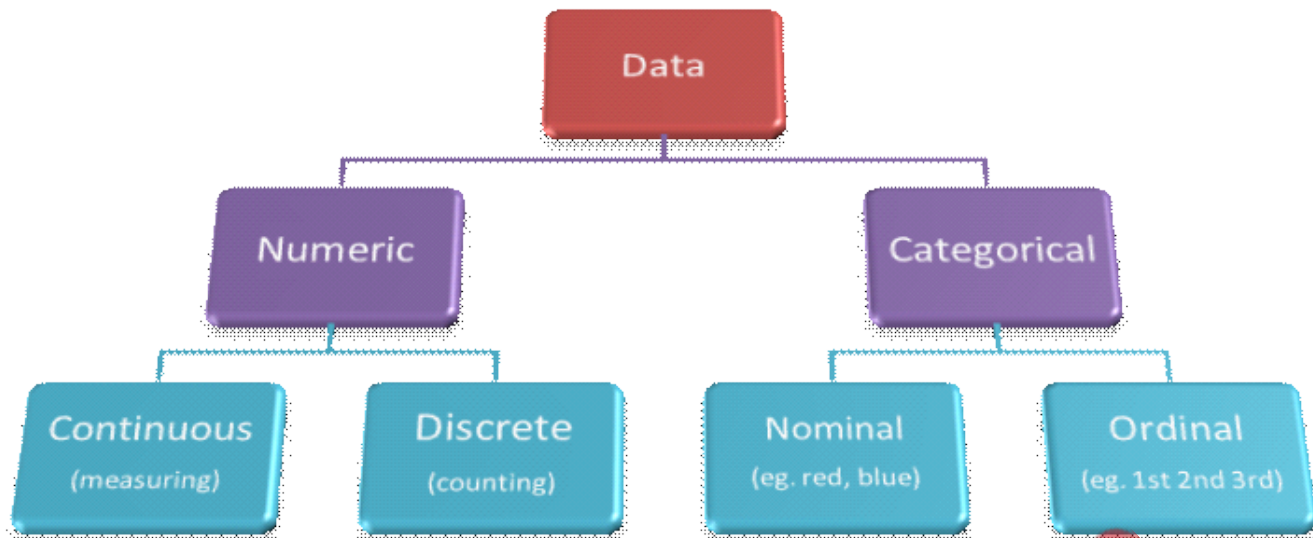 Data
Numeric
Categorical
Continuous
(measuring)
Discrete
(counting)
Nominal
(eg. red, blue)
Ordinal
(eg. 1st 2nd 3rd)